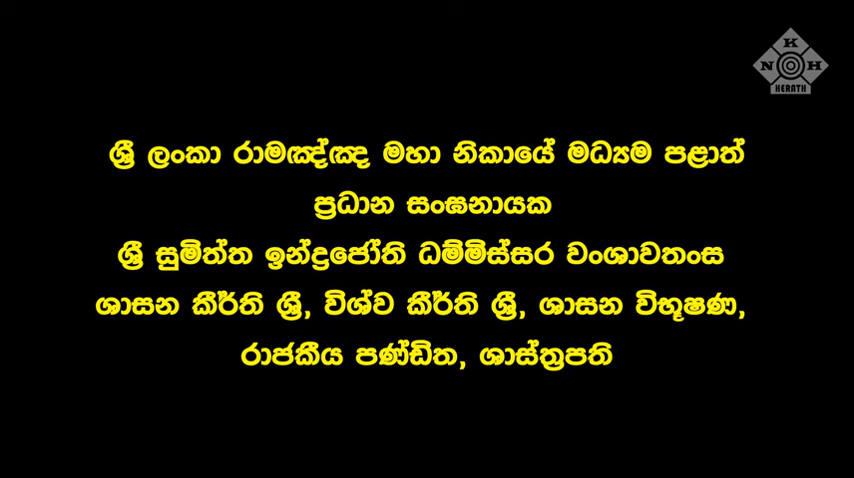 K
N H
HERATH
ශ්‍රී ලංකා රාමඤ්ඤ මහා නිකායේ මධ්‍යම පළාත්
ප්‍රධාන සංඝනායක
ශ්‍රී සුමිත්ත ඉන්ද්‍රජෝති ධම්මිස්සර වංශාවතංස
ශාසන කීර්ති ශ්‍රී, විශ්ව කීර්ති ශ්‍රී, ශාසන විභූෂණ,
රාජකීය පණ්ඩිත, ශාස්ත්‍රපති